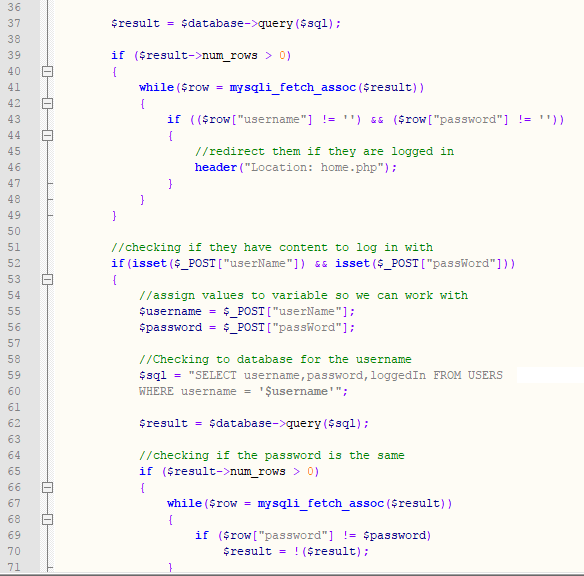 36
37 $result = $database->query($sql);
38
39 if ($result->num_rows > 0)
40 {
41 while($row = mysqli_fetch_assoc($result))
42 {
43 if (($row["username"] != '') && ($row["password"] != ''))
44 {
45 //redirect them if they are logged in
46 header("Location: home.php");
47 }
48 }
49 }
50
51 //checking if they have content to log in with
52 if(isset($_POST["userName"]) && isset($_POST["passWord"]))
53 {
54 //assign values to variable so we can work with
55 $username = $_POST["userName"];
56 $password = $_POST["passWord"];
57
58 //Checking to database for the username
59 $sql = "SELECT username,password,loggedIn FROM USERS
60 WHERE username = '$username'";
61
62 $result = $database->query($sql);
63
64 //checking if the password is the same
65 if ($result->num_rows > 0)
66 {
67 while($row = mysqli_fetch_assoc($result))
68 {
69 if ($row["password"] != $password)
70 $result = !($result);
71 }